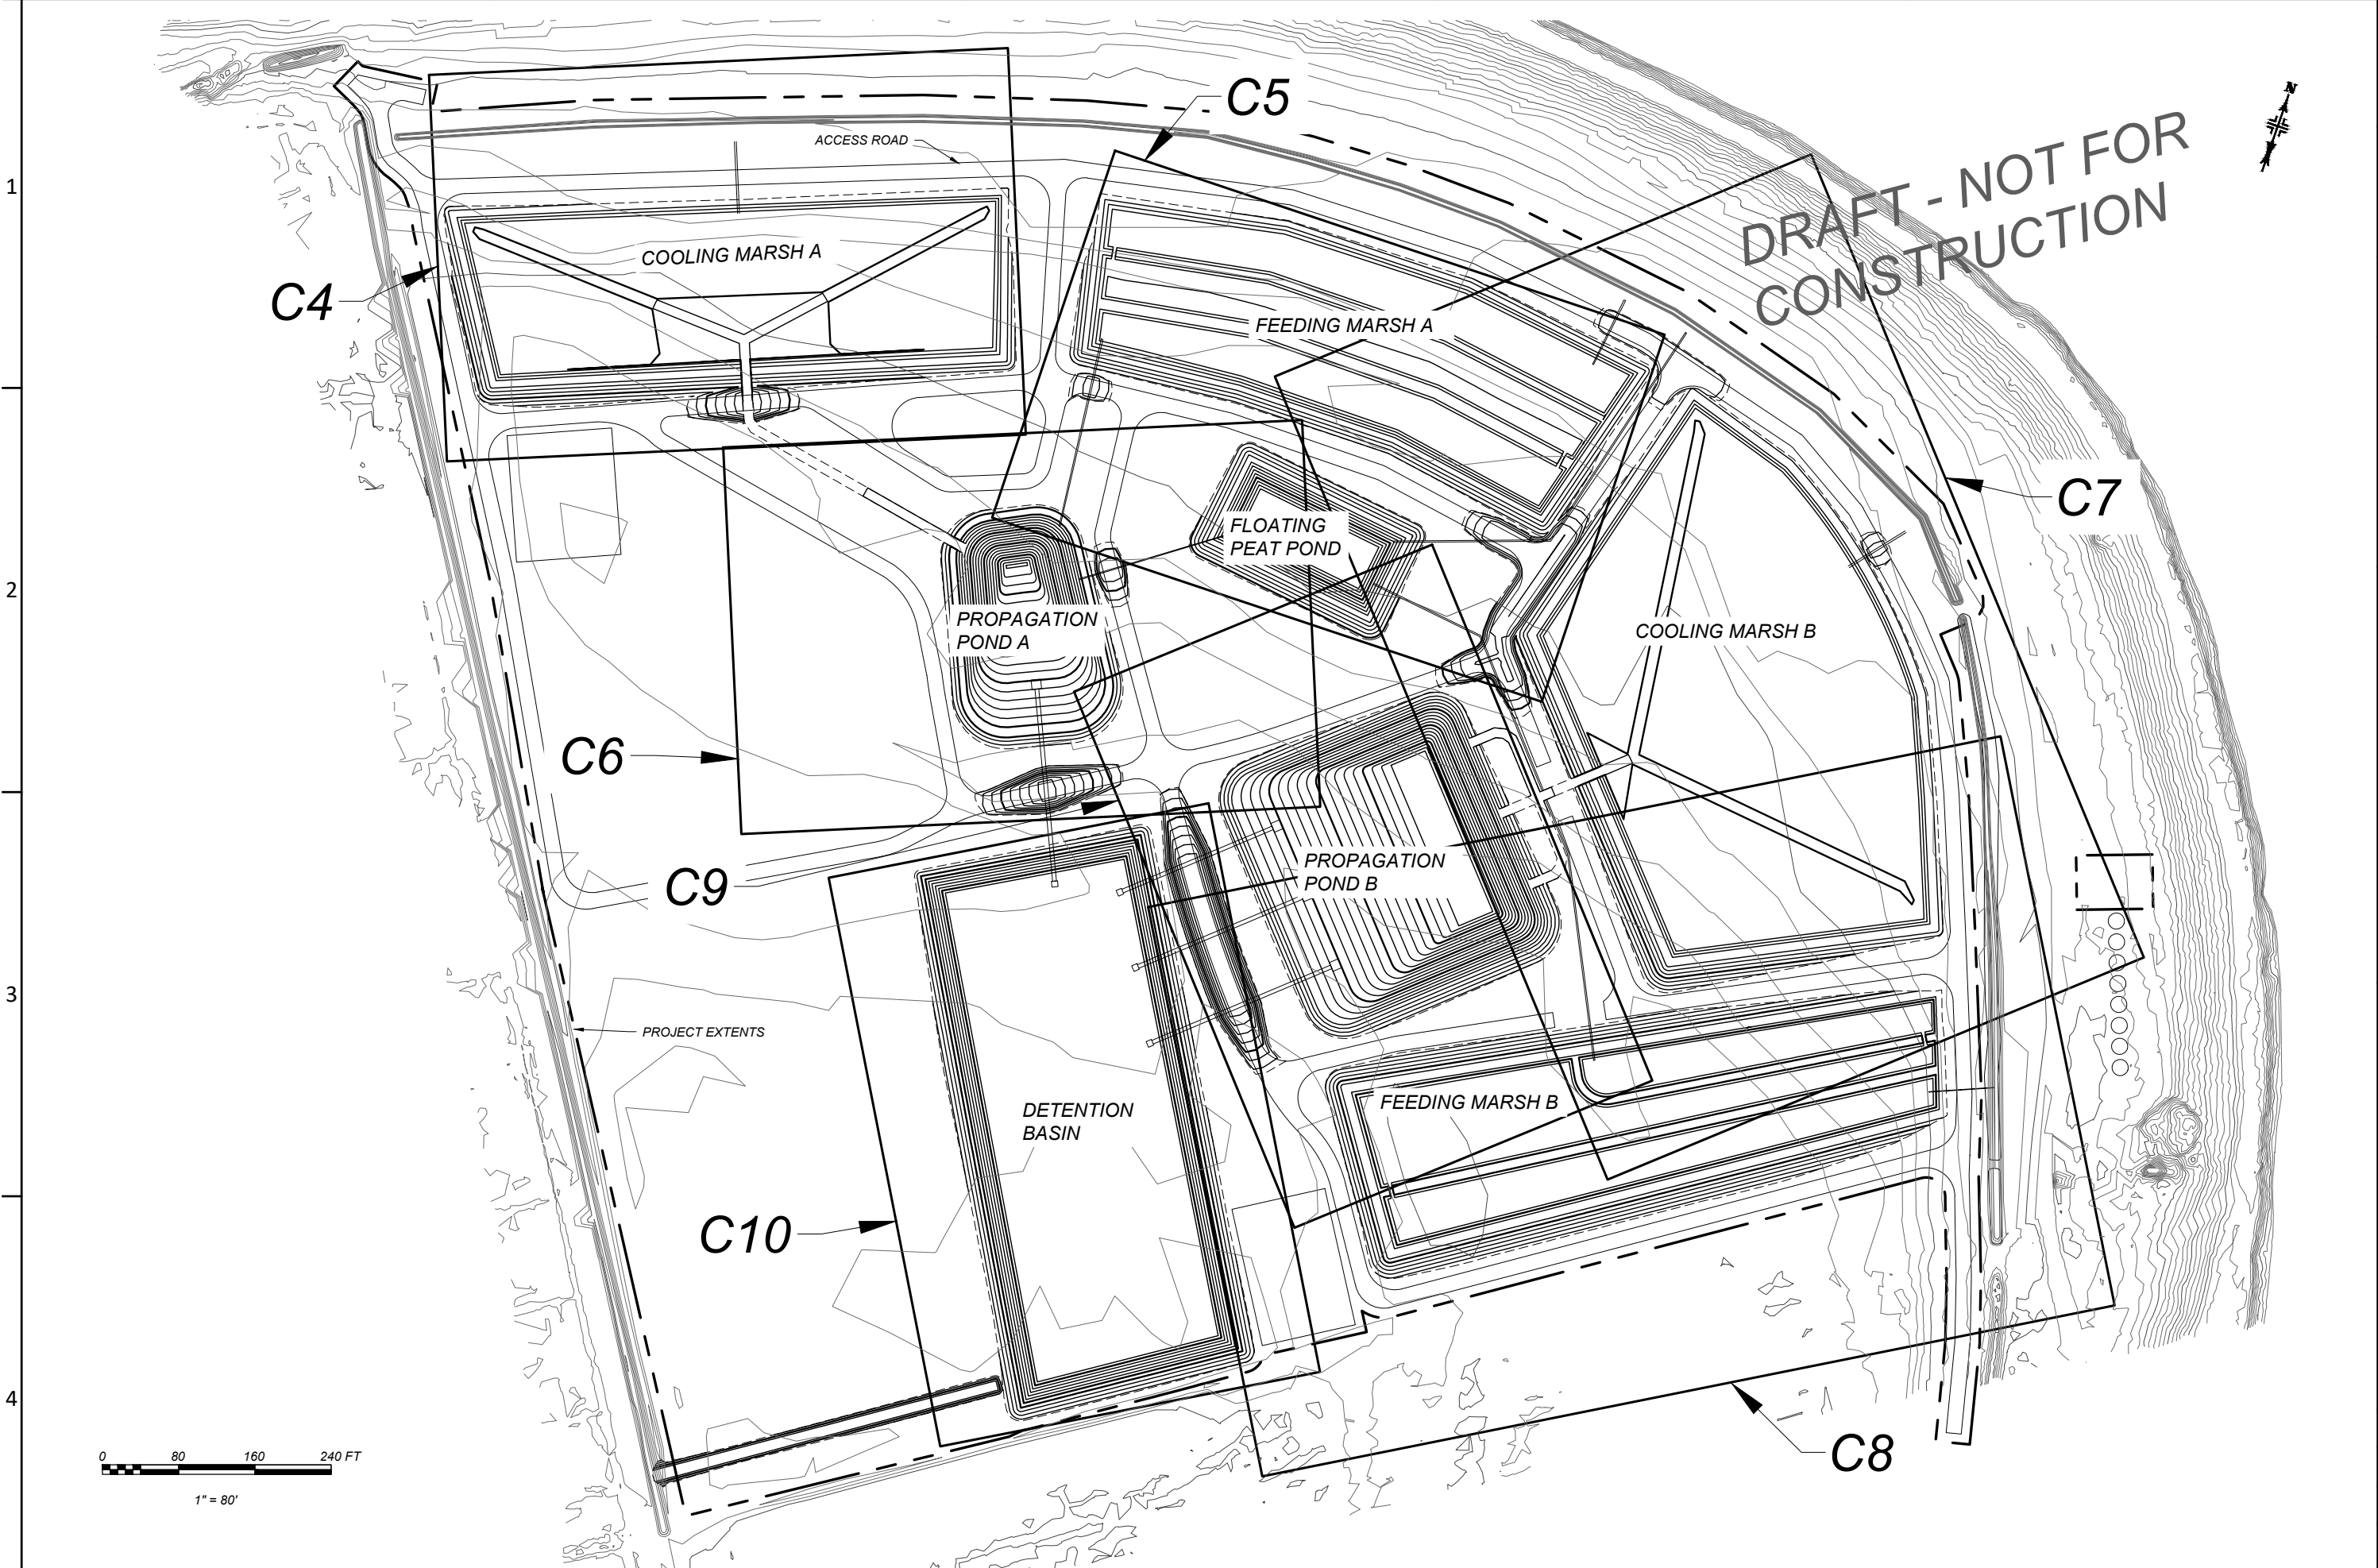 N
C5
DRAFT - NOT FOR
CONSTRUCTION
ACCESS ROAD
1
COOLING MARSH A
C4
FEEDING MARSH A
C7
FLOATING
PEAT POND
2
PROPAGATION
POND A
COOLING MARSH B
C6
PROPAGATION
POND B
C9
3
PROJECT EXTENTS
DETENTION
BASIN
FEEDING MARSH B
C10
4
C8
0 80 160 240 FT
1" = 80'